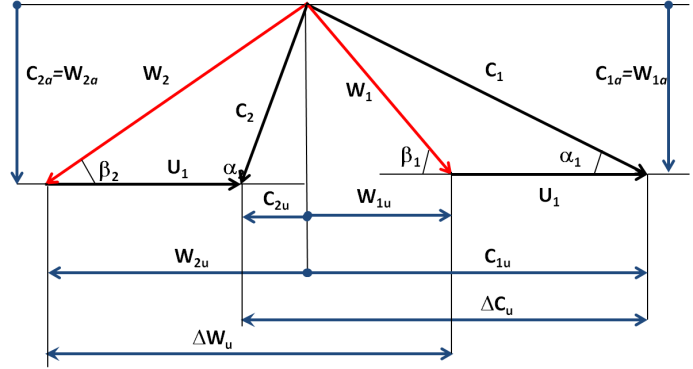 C2a=W2a
W2
C2
W1
C1
C1a=W1a
β2
U1
α
β1
α1
C2u
W1u
U1
W2u
C1u
ΔCu
ΔWu